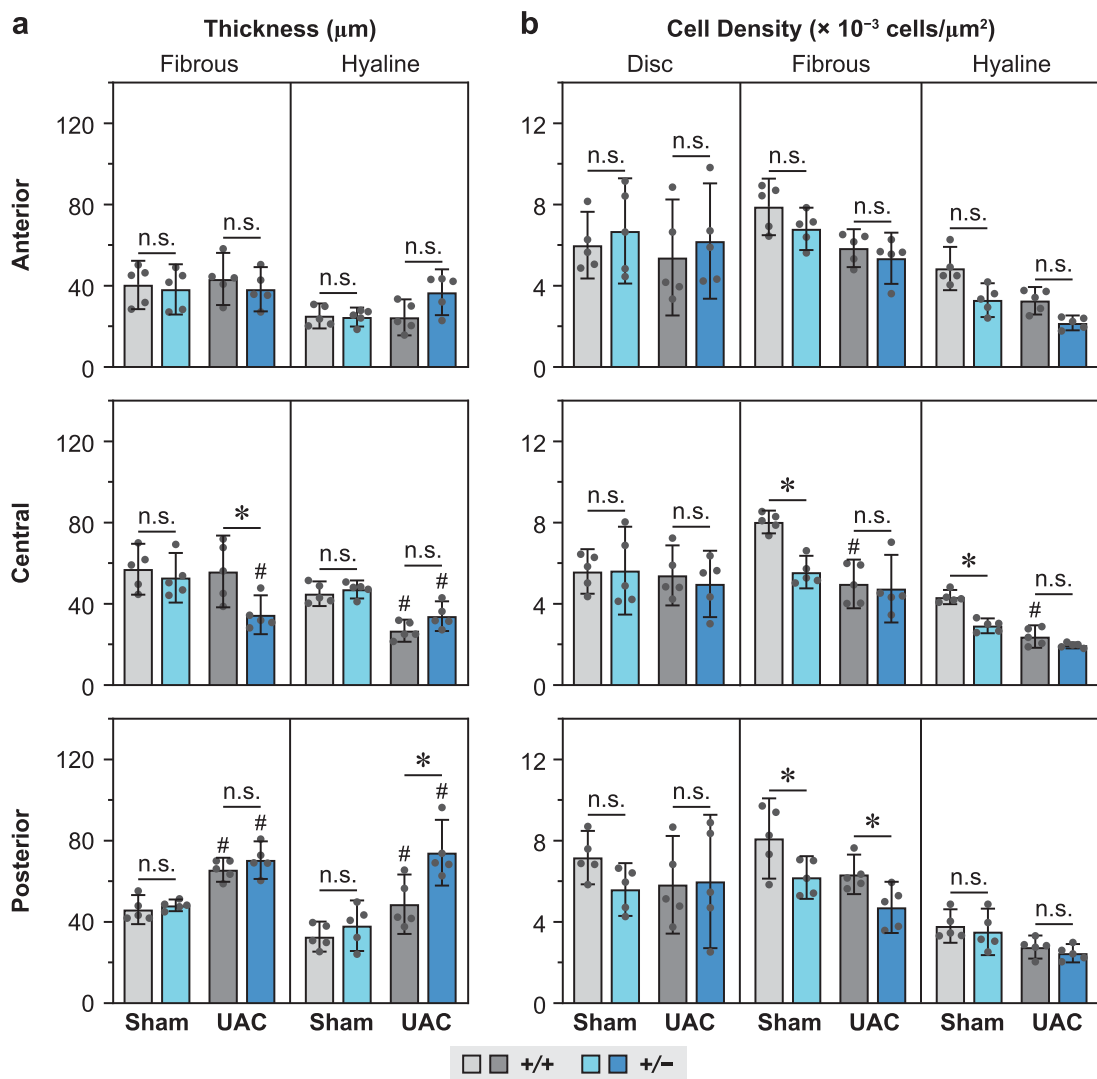 a Thickness (μm) b Cell Density (× 10⁻³ cells/μm²)
Fibrous Hyaline Disc Fibrous Hyaline
Anterior
120 80 40 0
n.s. n.s. n.s. n.s.
12 8 4 0
n.s. n.s. n.s. n.s. n.s. n.s.
Central
120 80 40 0
n.s. * # n.s. # n.s. #
12 8 4 0
n.s. n.s. * # n.s. * # n.s.
Posterior
120 80 40 0
n.s. # n.s. # n.s. # * #
12 8 4 0
n.s. n.s. * * n.s. n.s.
Sham UAC Sham UAC Sham UAC Sham UAC Sham UAC
+/+ +/−